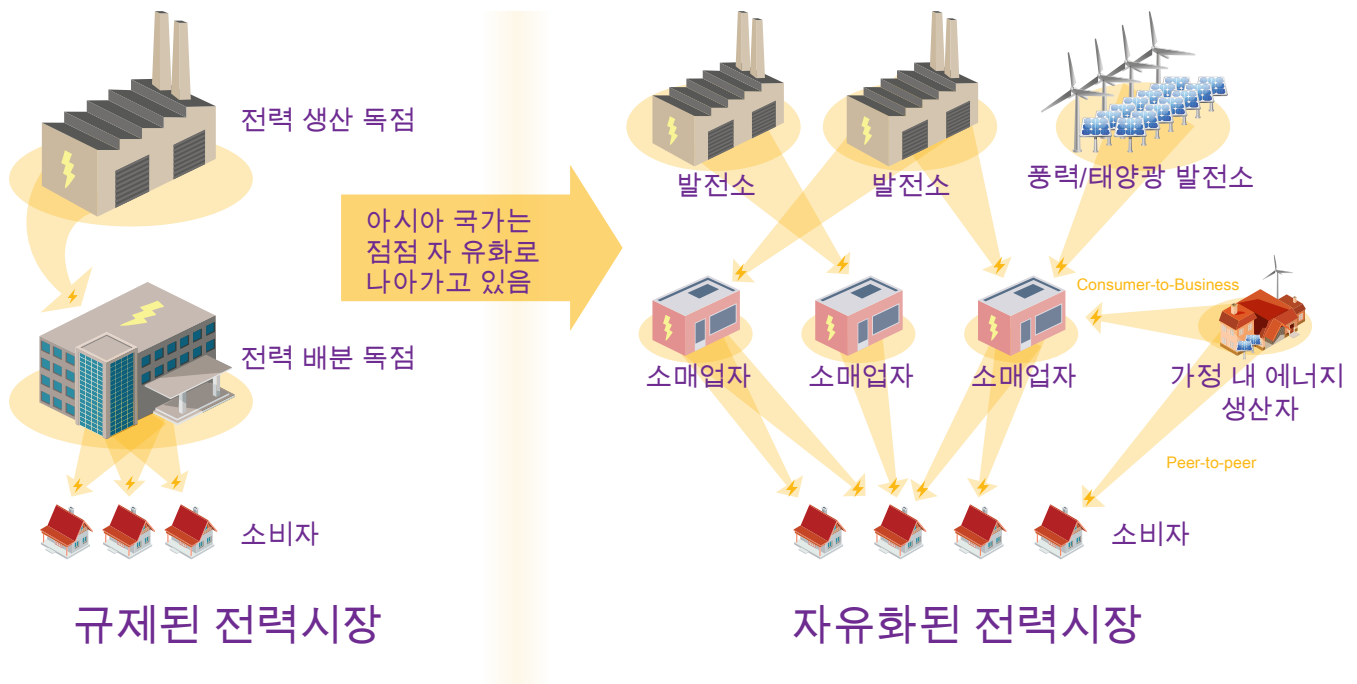 전력 생산 독점
전력 배분 독점
소비자
규제된 전력시장
아시아 국가는
점점 자 유화로
나아가고 있음
발전소
발전소
풍력/태양광 발전소
Consumer-to-Business
소매업자
소매업자
소매업자
가정 내 에너지
생산자
Peer-to-peer
소비자
자유화된 전력시장